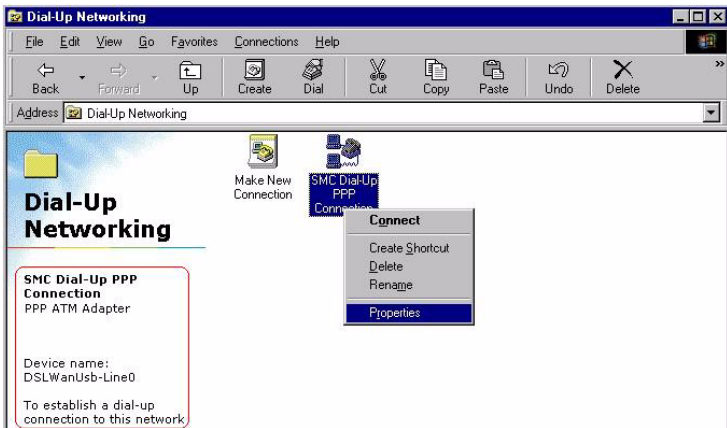 Dial-Up Networking
File Edit View Go Favorites Connections Help
Back Forward Up Create Dial Cut Copy Paste Undo Delete
Address Dial-Up Networking
Dial-Up
Networking
SMC Dial-Up PPP
Connection
PPP ATM Adapter
Device name:
DSLWanUsb-Line0
To establish a dial-up
connection to this network
Make New
Connection
SMC Dial-Up
PPP
Connection
Connect
Create Shortcut
Delete
Rename
Properties